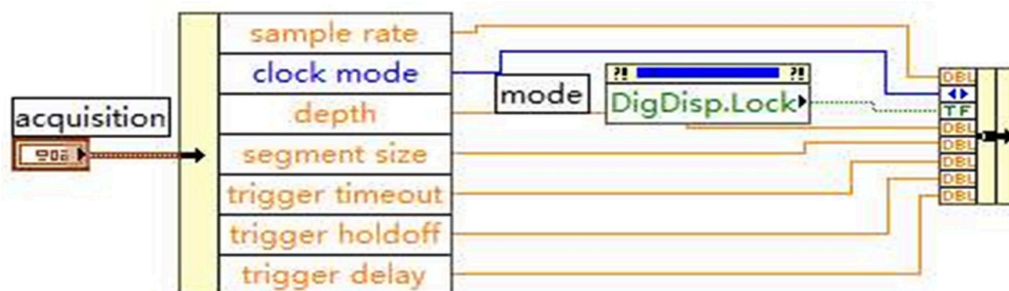 acquisition
sample rate
clock mode
depth
segment size
trigger timeout
trigger holdoff
trigger delay
mode
?! ?!
DigDisp.Lock
DBL
TF
DBL
DBL
DBL
DBL
DBL